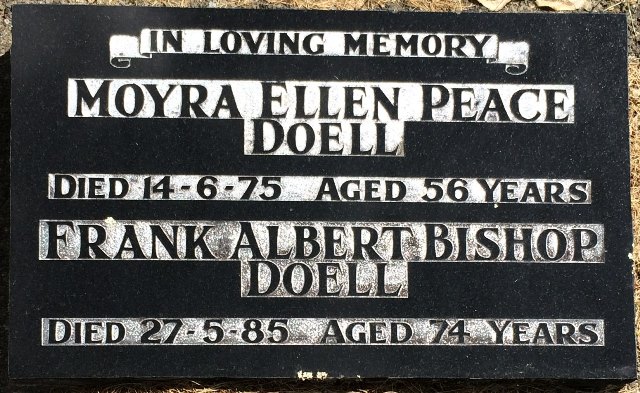 IN LOVING MEMORY
MOYRA ELLEN PEACE
DOELL
DIED 14-6-75 AGED 56 YEARS
FRANK ALBERT BISHOP
DOELL
DIED 27-5-85 AGED 74 YEARS